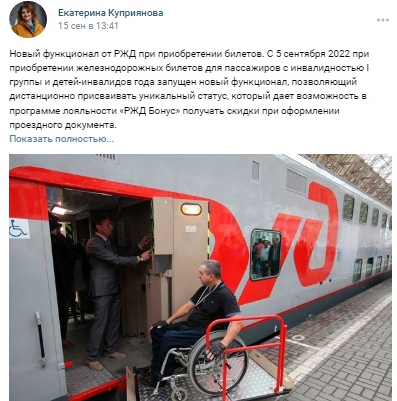 Екатерина Куприянова
15 сен в 13:41
Новый функционал от РЖД при приобретении билетов. С 5 сентября 2022 при
приобретении железнодорожных билетов для пассажиров с инвалидностью I
группы и детей-инвалидов года запущен новый функционал, позволяющий
дистанционно присваивать уникальный статус, который дает возможность в
программе лояльности «РЖД Бонус» получать скидки при оформлении
проездного документа.
Показать полностью...